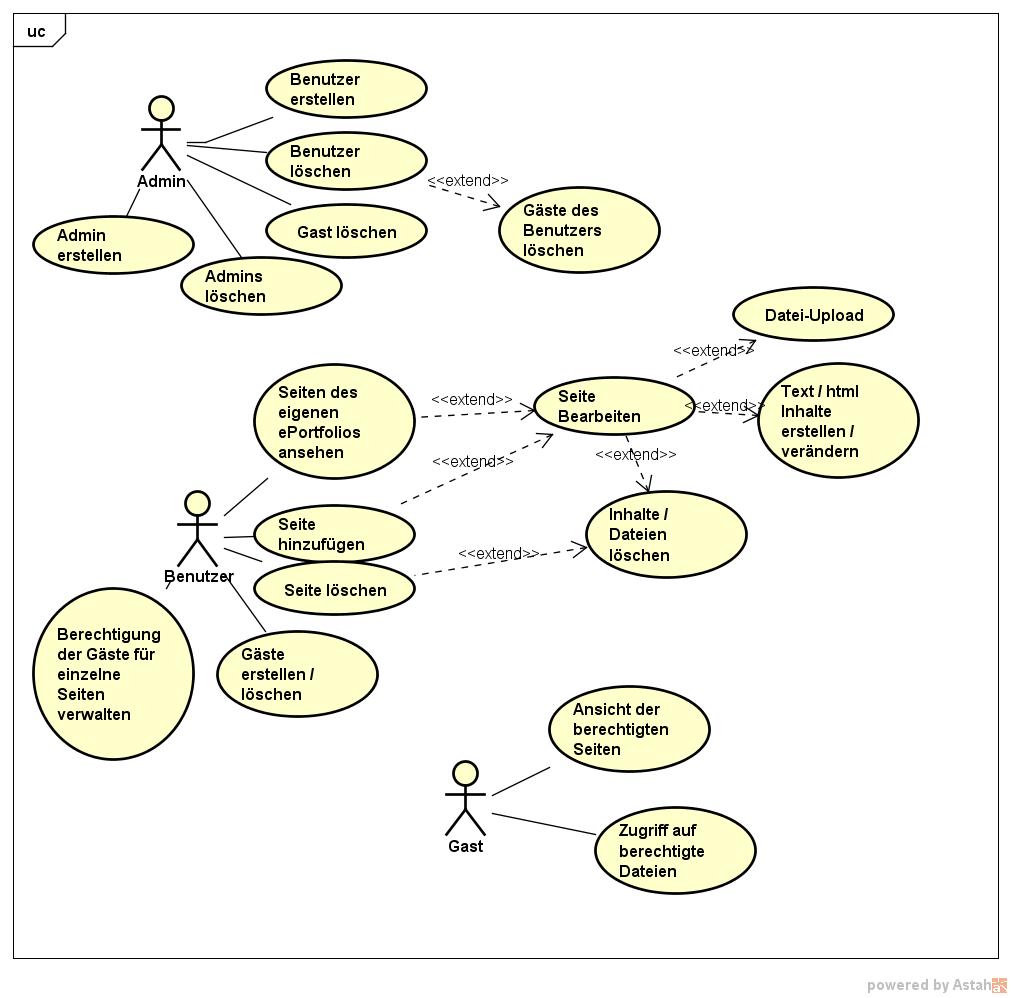 uc
Benutzer
erstellen
Admin
Benutzer
löschen
<<extend>>
Gast löschen
Gäste des
Benutzers
löschen
Admin
erstellen
Admins
löschen
Datei-Upload
<<extend>>
Seiten des
eigenen
ePortfolios
ansehen
<<extend>>
Seite
Bearbeiten
<<extend>>
Text / html
Inhalte
erstellen /
verändern
<<extend>>
<<extend>>
Benutzer
Seite
hinzufügen
Inhalte /
Dateien
löschen
<<extend>>
Seite löschen
Berechtigung
der Gäste für
einzelne
Seiten
verwalten
Gäste
erstellen /
löschen
Ansicht der
berechtigten
Seiten
Gast
Zugriff auf
berechtigte
Dateien
powered by Astah